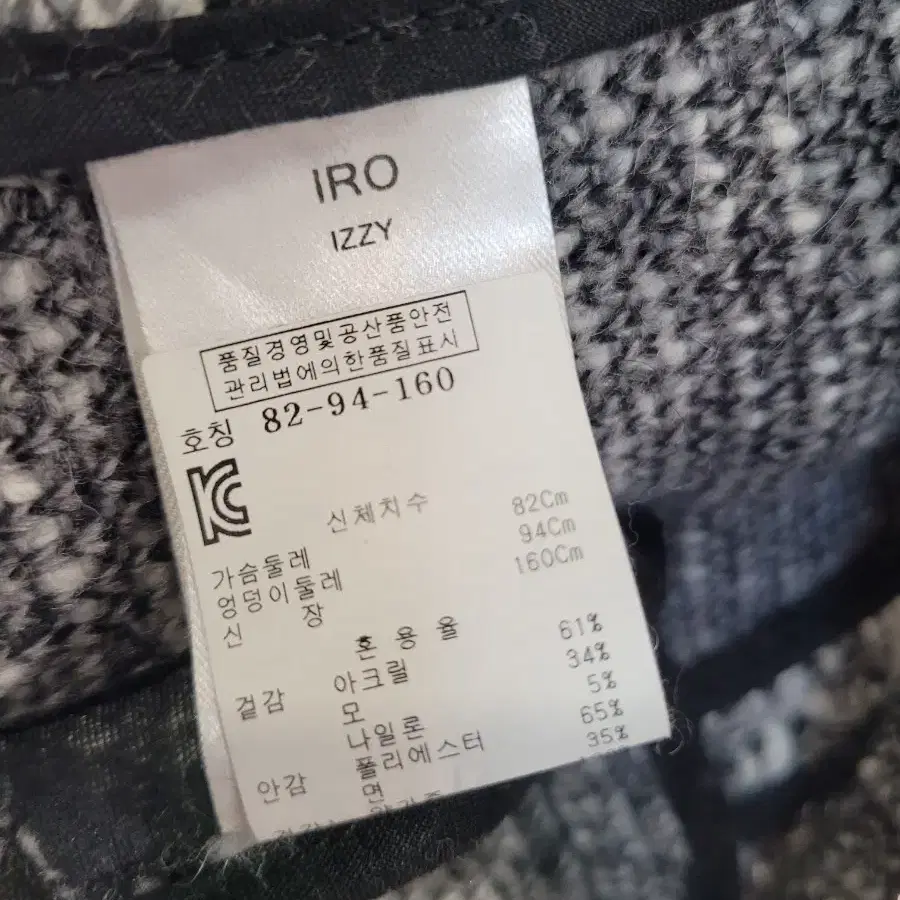 IRO
IZZY
품질경영및공산품안전
관리법에의한품질표시
호칭 82-94-160
신체치수
가슴둘레 82Cm
엉덩이둘레 94Cm
신 장 160Cm
혼 용 율
겉감 아크릴 61%
모 34%
나일론 5%
안감 폴리에스터 65%
면 35%